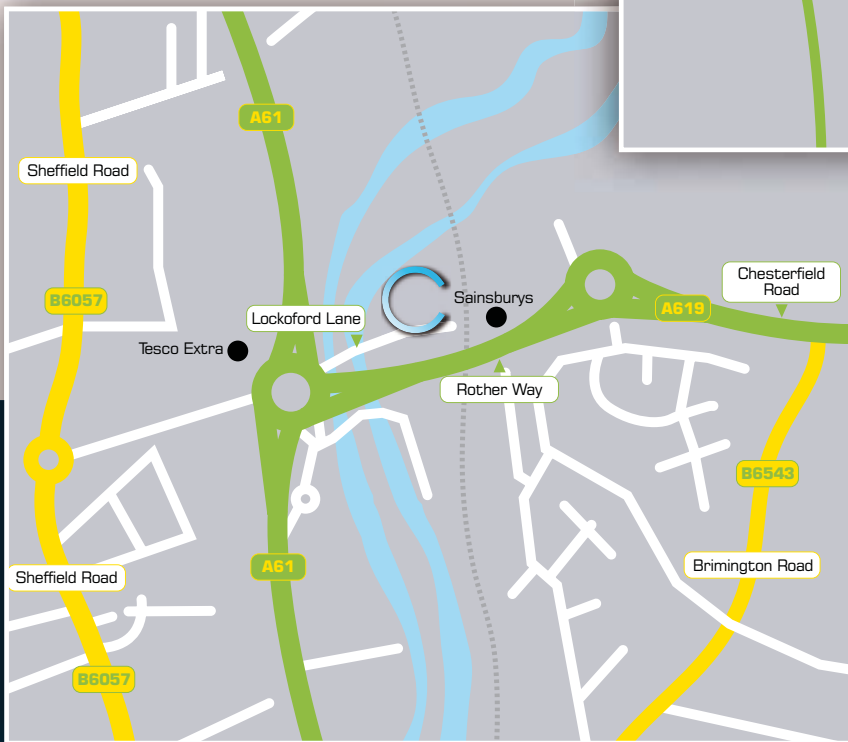 A61
Sheffield Road
Chesterfield
Road
B6057
Sainsburys
A619
Lockoford Lane
Tesco Extra
Rother Way
B6543
A61
Brimington Road
Sheffield Road
B6057